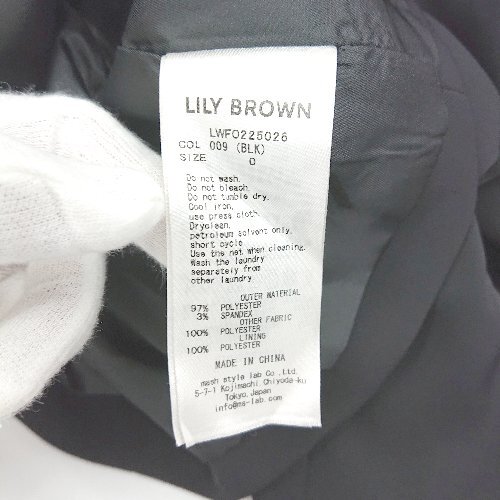 LILY BROWN
LWFO225026
COL 009 (BLK)
SIZE 0
Do not wash.
Do not bleach.
Do not tumble dry.
Cool iron.
use press cloth.
Dryclean.
petroleum solvent only.
short cycle
Use the net when cleaning.
Wash the laundry
separately from
other laundry
OUTER MATERIAL
97% POLYESTER
3% SPANDEX
OTHER FABRIC
100% POLYESTER
LINING
100% POLYESTER
MADE IN CHINA
mash style lab Co.,Ltd.
5-7-1 Kojimachi,Chiyoda-ku
Tokyo,Japan
info@ms-lab.com